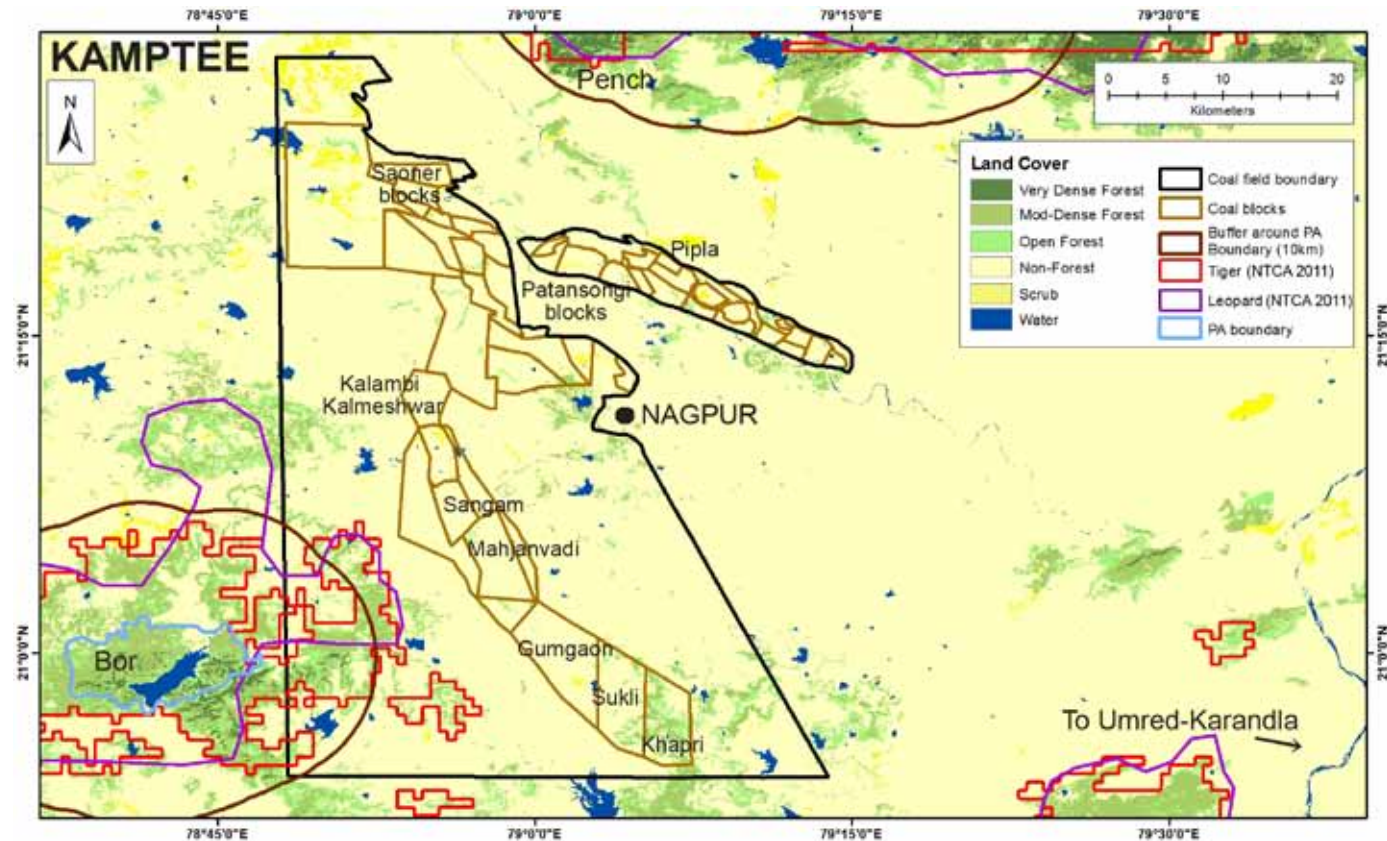 78°45'0"E
79°0'0"E
79°15'0"E
79°30'0"E
KAMPTEE
N
Pench
0 5 10 20
Kilometers
Land Cover
Very Dense Forest
Mod-Dense Forest
Open Forest
Non-Forest
Scrub
Water
Coal field boundary
Coal blocks
Buffer around PA
Boundary (10km)
Tiger (NTCA 2011)
Leopard (NTCA 2011)
PA boundary
Saoner
blocks
Pipla
Patansongi
blocks
21°15'0"N
21°15'0"N
Kalambi
Kalmeshwar
NAGPUR
Sangam
Mahjanvadi
21°0'0"N
21°0'0"N
Bor
Gumgaon
Sukli
Khapri
To Umred-Karandla
78°45'0"E
79°0'0"E
79°15'0"E
79°30'0"E